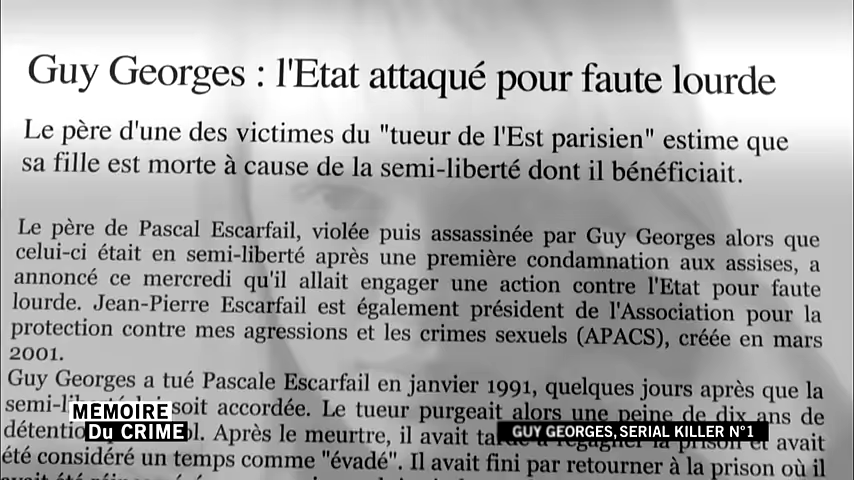 Guy Georges : l'Etat attaqué pour faute lourde
Le père d'une des victimes du "tueur de l'Est parisien" estime que
sa fille est morte à cause de la semi-liberté dont il bénéficiait.
Le père de Pascal Escarfail, violée puis assassinée par Guy Georges alors que
celui-ci était en semi-liberté après une première condamnation aux assises, a
annoncé ce mercredi qu'il allait engager une action contre l'Etat pour faute
lourde. Jean-Pierre Escarfail est également président de l'Association pour la
protection contre mes agressions et les crimes sexuels (APACS), créée en mars
2001.
Guy Georges a tué Pascale Escarfail en janvier 1991, quelques jours après que la
soit accordée. Le tueur purgeait alors une peine de dix ans de
Après le meurtre, il avait regagner la prison et avait
été considéré un temps comme "évadé". Il avait fini par retourner à la prison où il
MEMOIRE
Du CRIME
GUY GEORGES, SERIAL KILLER N°1